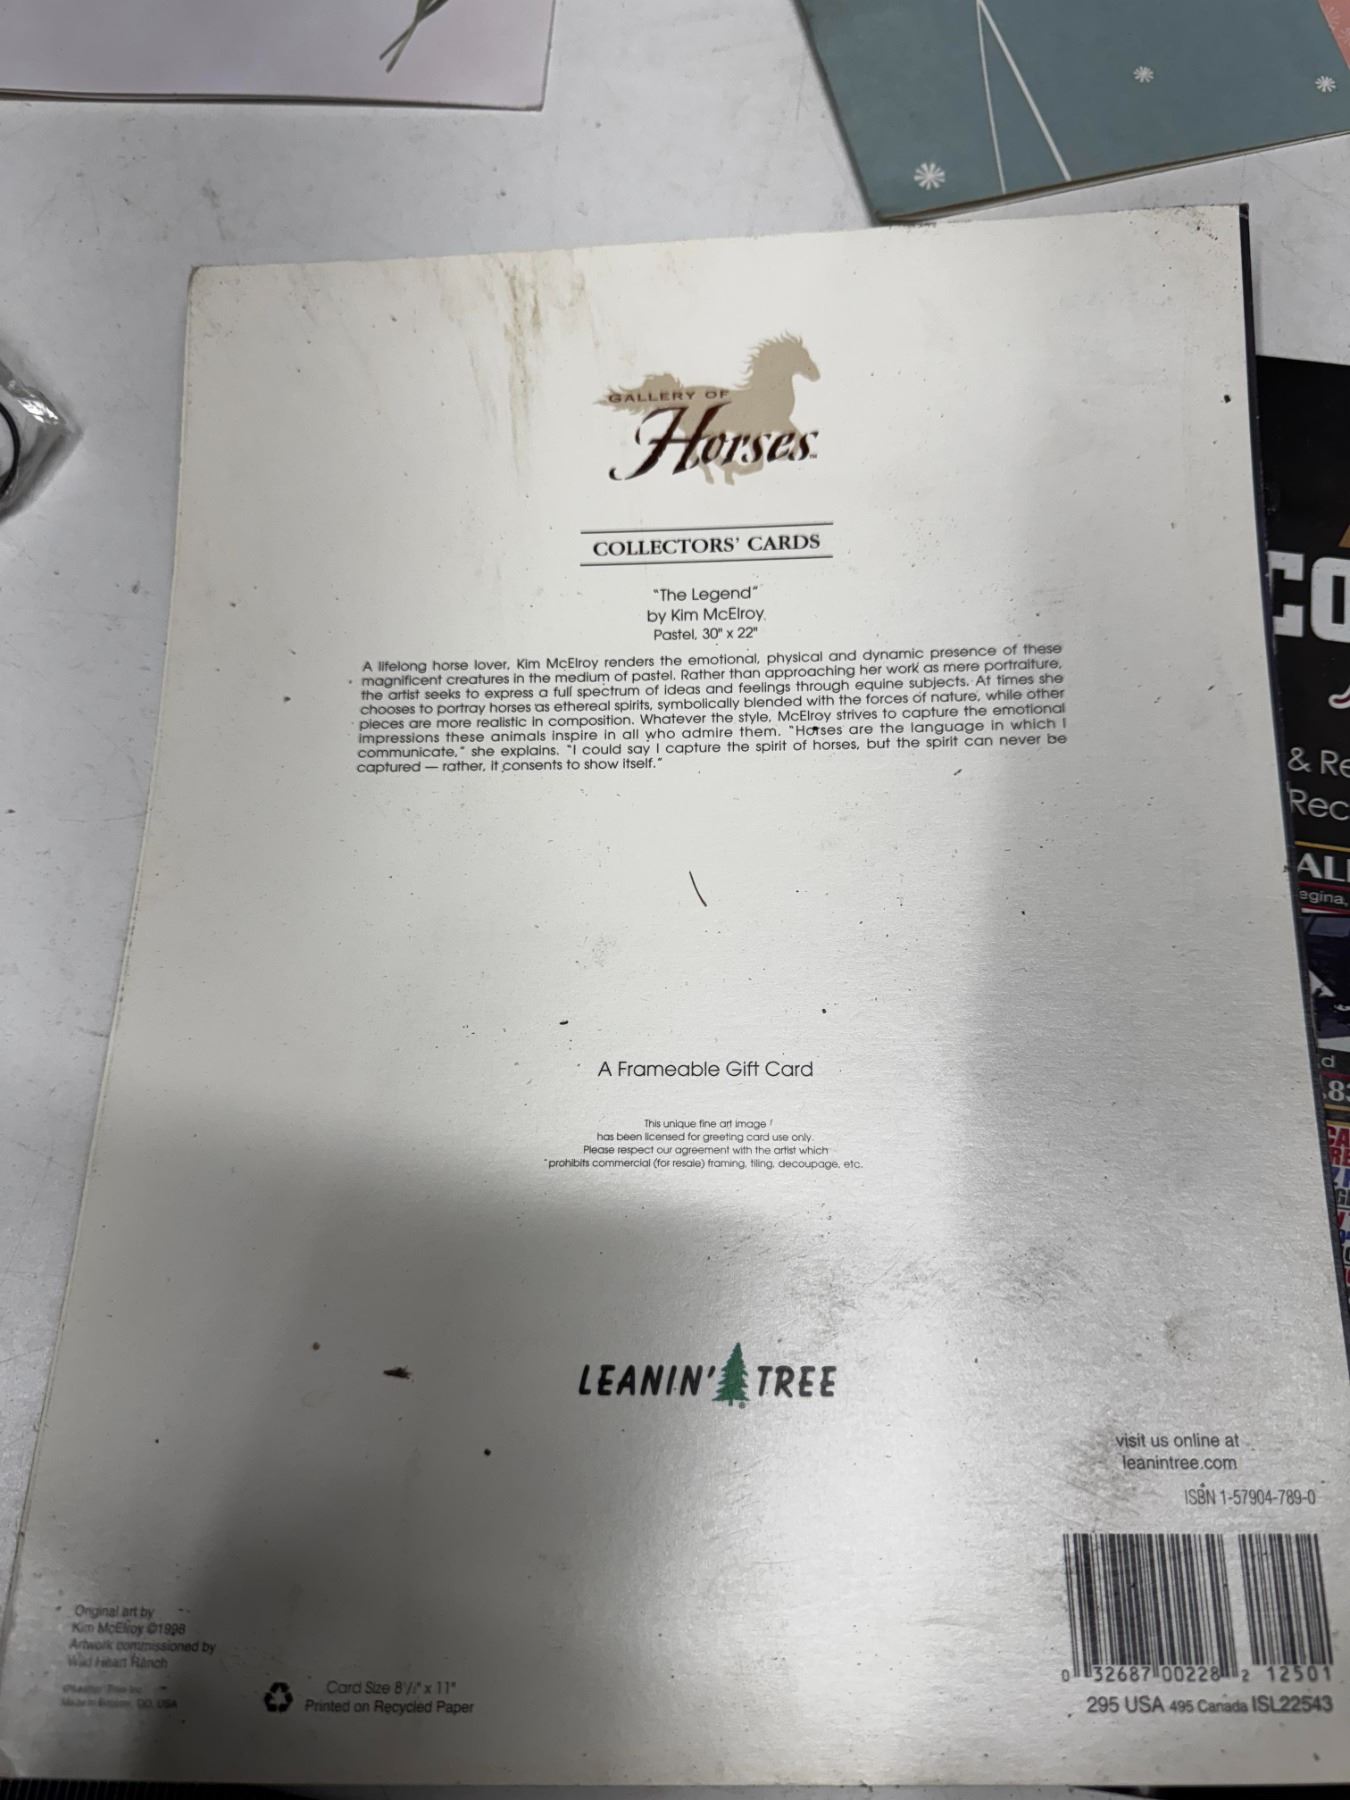 GALLERY OF
Horses™
COLLECTORS' CARDS
"The Legend"
by Kim McElroy
Pastel, 30" x 22"
A lifelong horse lover, Kim McElroy renders the emotional, physical and dynamic presence of these
magnificent creatures in the medium of pastel. Rather than approaching her work as mere portraiture,
the artist seeks to express a full spectrum of ideas and feelings through equine subjects. At times she
chooses to portray horses as ethereal spirits, symbolically blended with the forces of nature, while other
pieces are more realistic in composition. Whatever the style, McElroy strives to capture the emotional
impressions these animals inspire in all who admire them. "Horses are the language in which I
communicate," she explains. "I could say I capture the spirit of horses, but the spirit can never be
captured — rather, it consents to show itself."
A Frameable Gift Card
This unique fine art image
has been licensed for greeting card use only.
Please respect our agreement with the artist which
prohibits commercial (for resale) framing, tiling, decoupage, etc.
LEANIN' TREE®
visit us online at
leanintree.com
ISBN 1-57904-789-0
0 32687 00228 2 12501
295 USA 495 Canada ISL22543
Original art by
Kim McElroy ©1998
Artwork commissioned by
Wild Heart Ranch
Card Size 8½" x 11"
Printed on Recycled Paper
CO
& Re
Rec
ALL
egina,
d